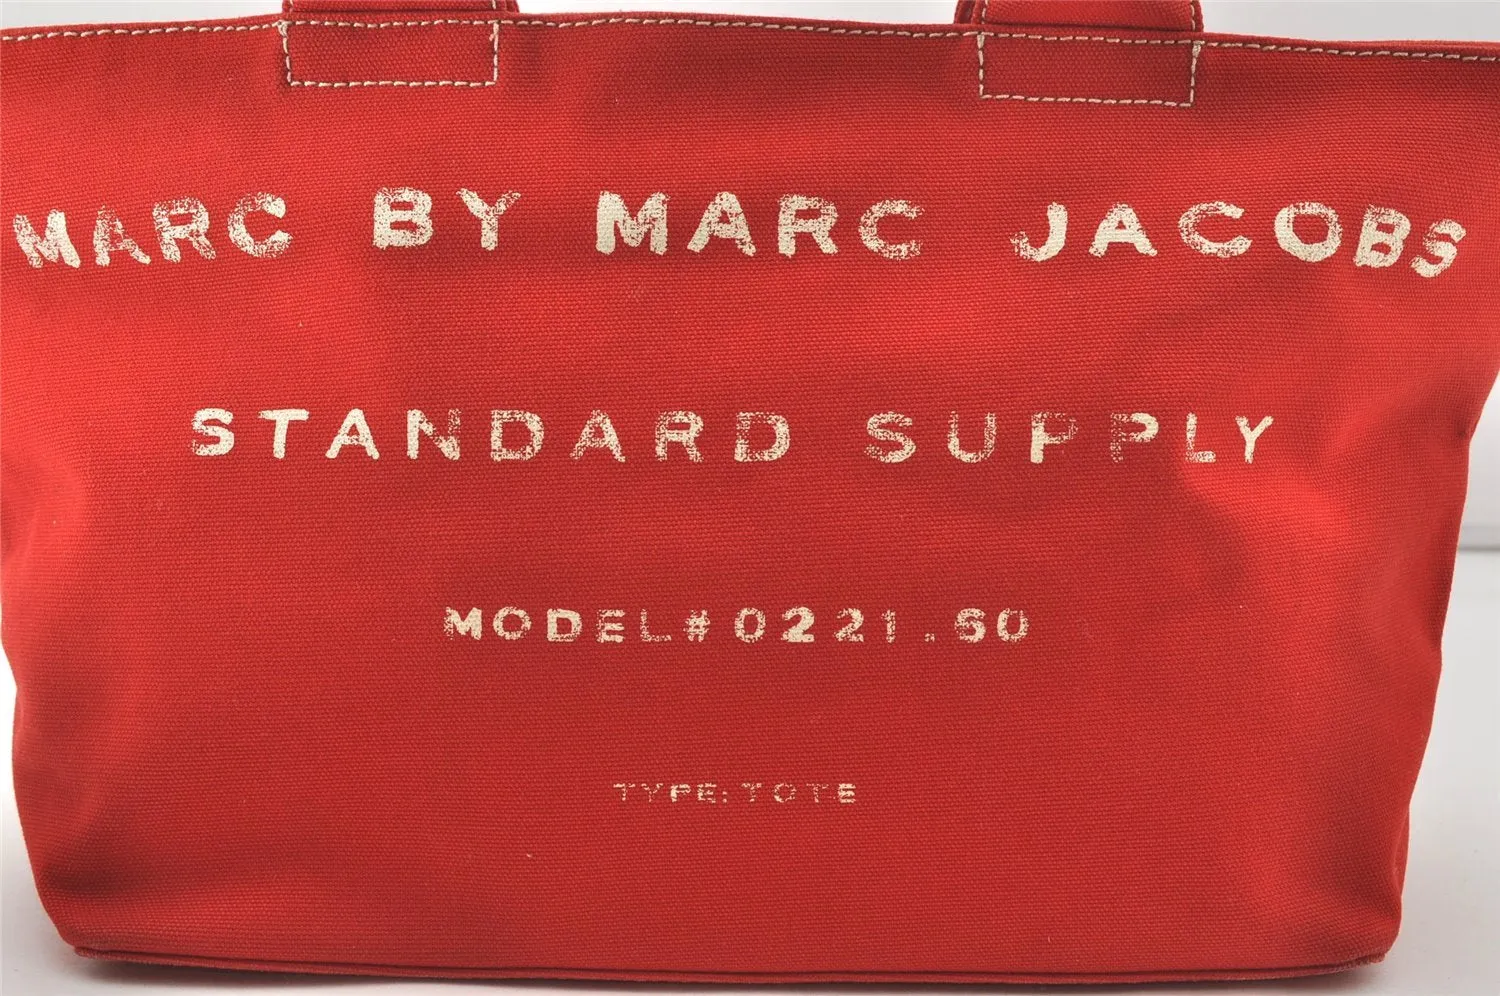 MARC BY MARC JACOBS
STANDARD SUPPLY
MODEL#0221.60
TYPE:TOTE